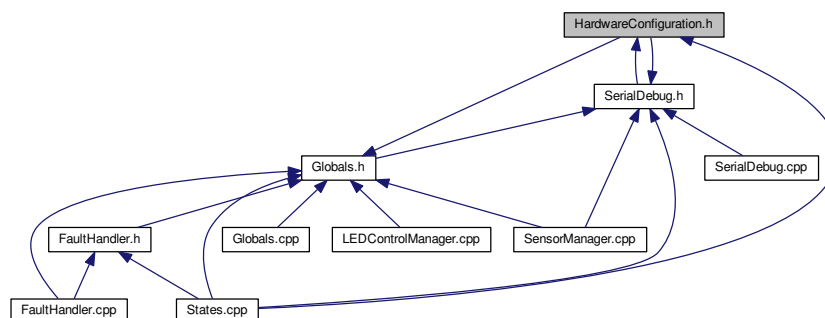 HardwareConfiguration.h
SerialDebug.h
Globals.h
SerialDebug.cpp
FaultHandler.h
Globals.cpp
LEDControlManager.cpp
SensorManager.cpp
FaultHandler.cpp
States.cpp